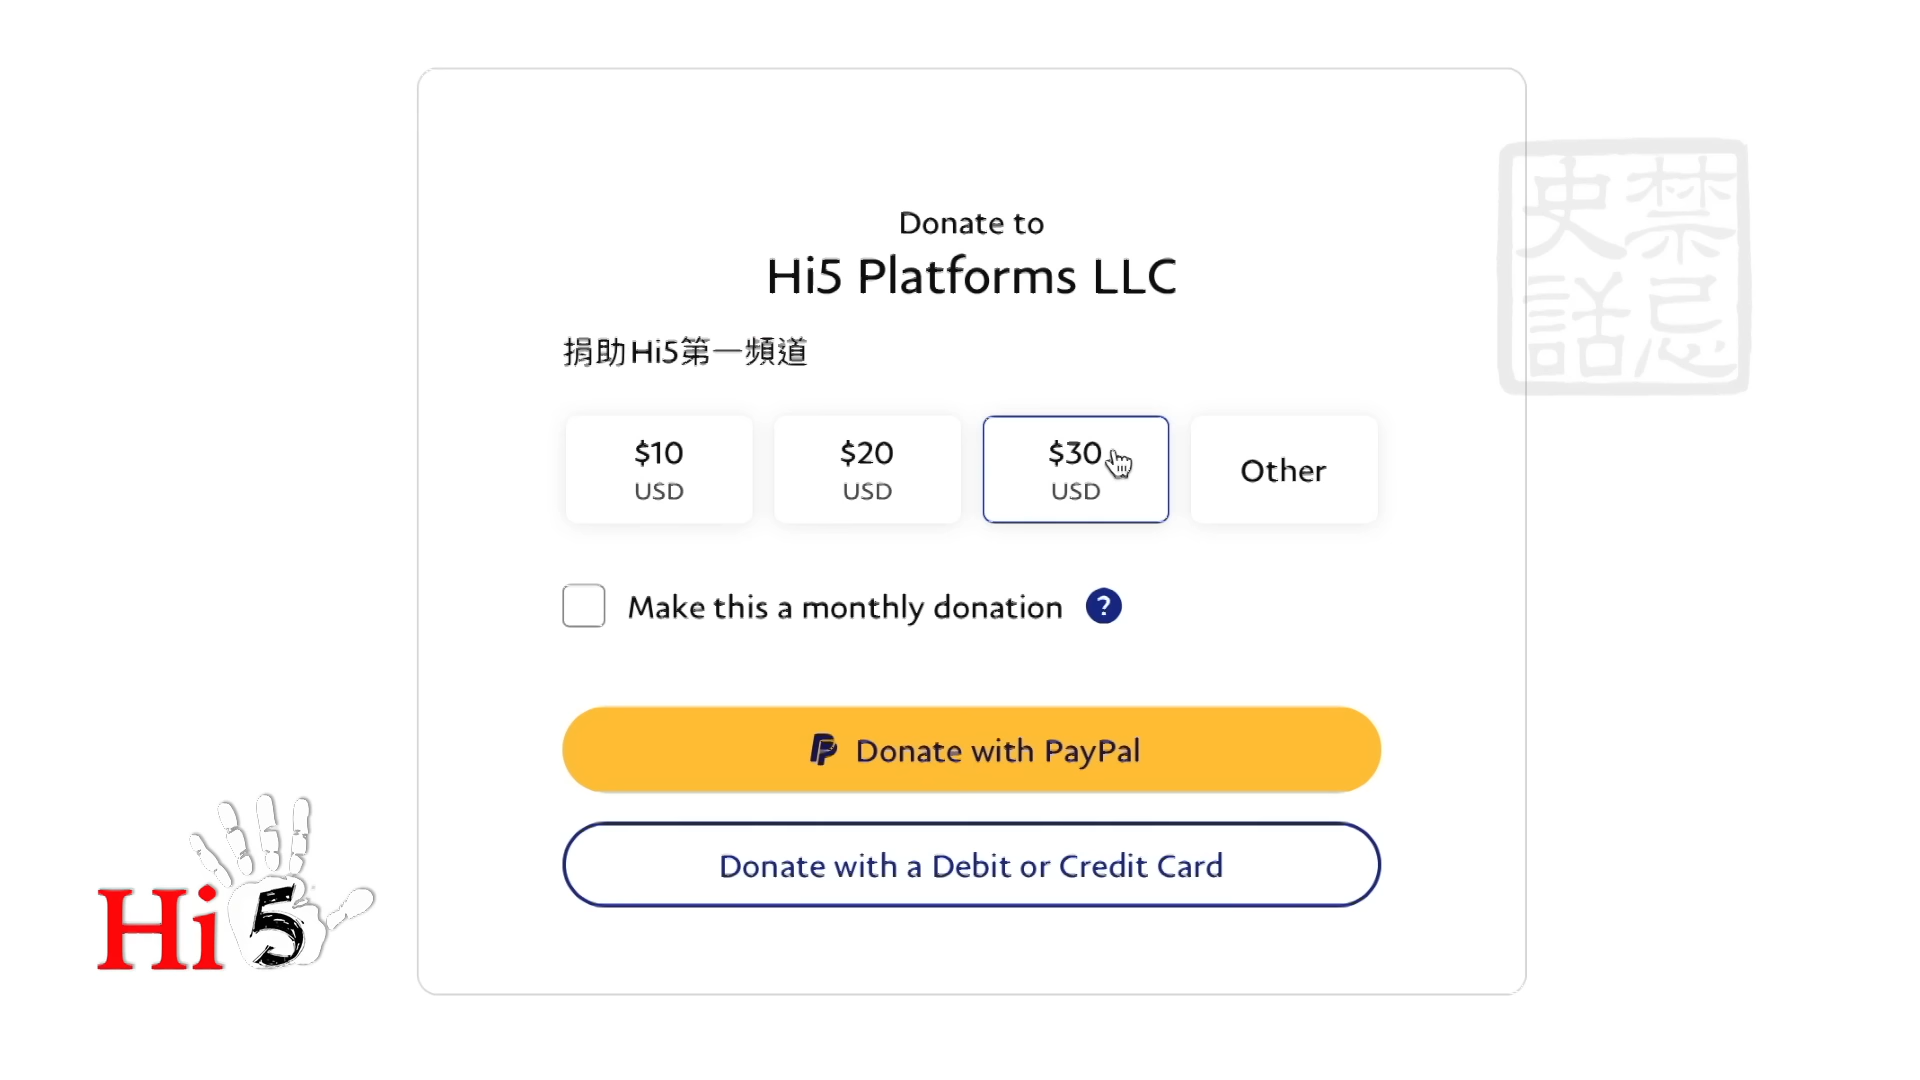 Donate to
Hi5 Platforms LLC
捐助Hi5第一頻道
$10
USD
$20
USD
$30
USD
Other
Make this a monthly donation ?
Donate with PayPal
Donate with a Debit or Credit Card
禁忌
史話
Hi5